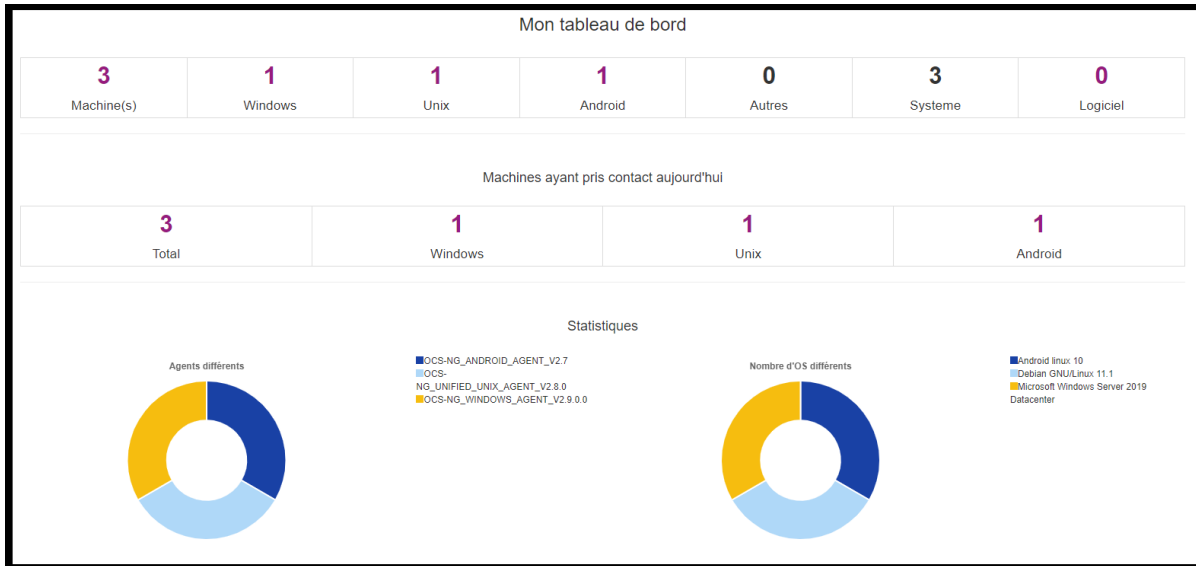 Mon tableau de bord
3 1 1 1 0 3 0
Machine(s) Windows Unix Android Autres Systeme Logiciel
Machines ayant pris contact aujourd'hui
3 1 1 1
Total Windows Unix Android
Statistiques
Agents différents
OCS-NG_ANDROID_AGENT_V2.7
OCS-
NG_UNIFIED_UNIX_AGENT_V2.8.0
OCS-NG_WINDOWS_AGENT_V2.9.0.0
Nombre d'OS différents
Android linux 10
Debian GNU/Linux 11.1
Microsoft Windows Server 2019
Datacenter